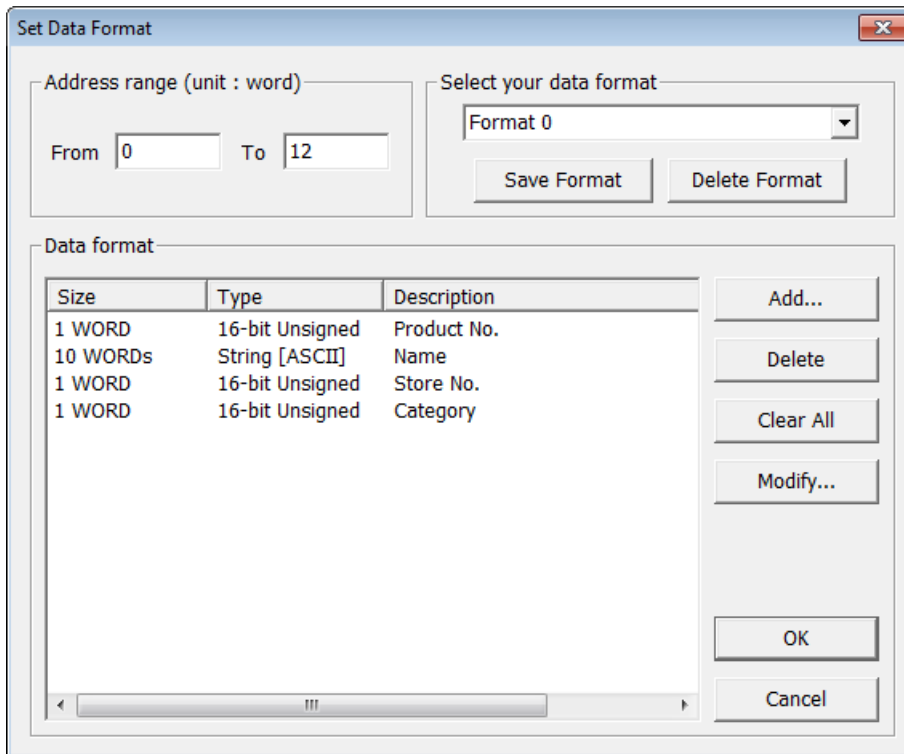 Set Data Format
Address range (unit : word)
From 0 To 12
Select your data format
Format 0
Save Format Delete Format
Data format
Size Type Description
1 WORD 16-bit Unsigned Product No.
10 WORDs String [ASCII] Name
1 WORD 16-bit Unsigned Store No.
1 WORD 16-bit Unsigned Category
Add...
Delete
Clear All
Modify...
OK
Cancel